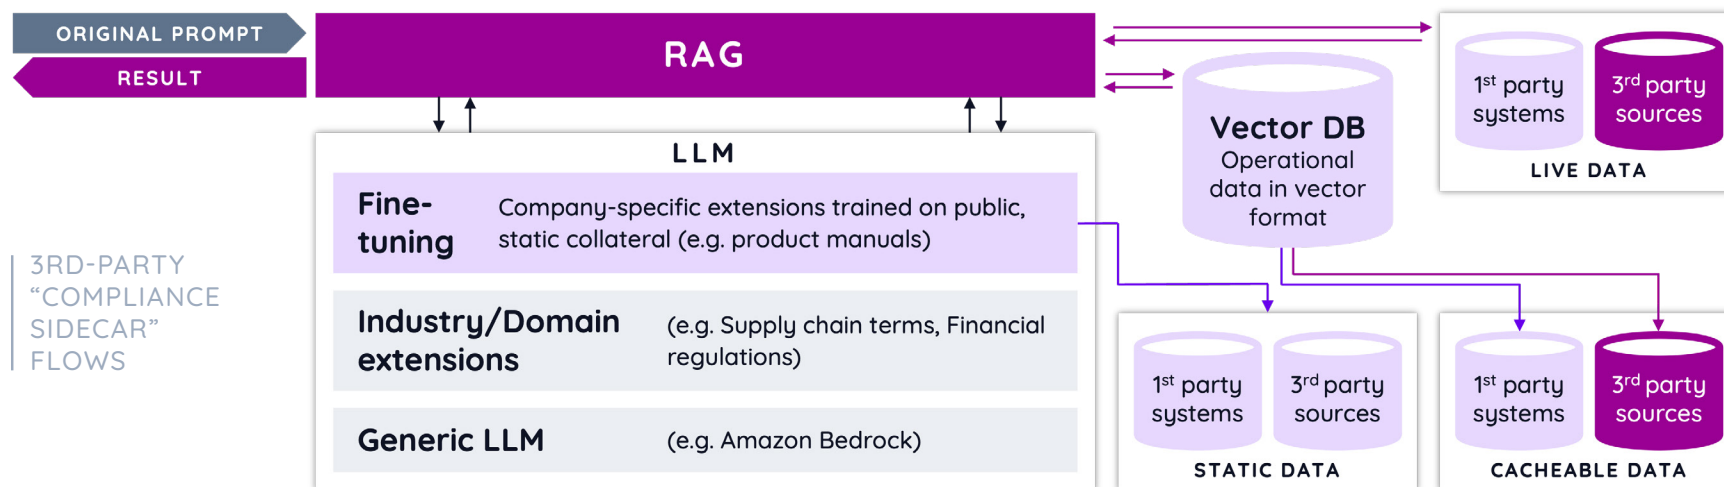 ORIGINAL PROMPT
RESULT
RAG
LLM
Fine-
tuning
Company-specific extensions trained on public,
static collateral (e.g. product manuals)
Industry/Domain
extensions
(e.g. Supply chain terms, Financial
regulations)
Generic LLM
(e.g. Amazon Bedrock)
3RD-PARTY
“COMPLIANCE
SIDECAR”
FLOWS
Vector DB
Operational
data in vector
format
1st party
systems
3rd party
sources
LIVE DATA
1st party
systems
3rd party
sources
STATIC DATA
1st party
systems
3rd party
sources
CACHEABLE DATA